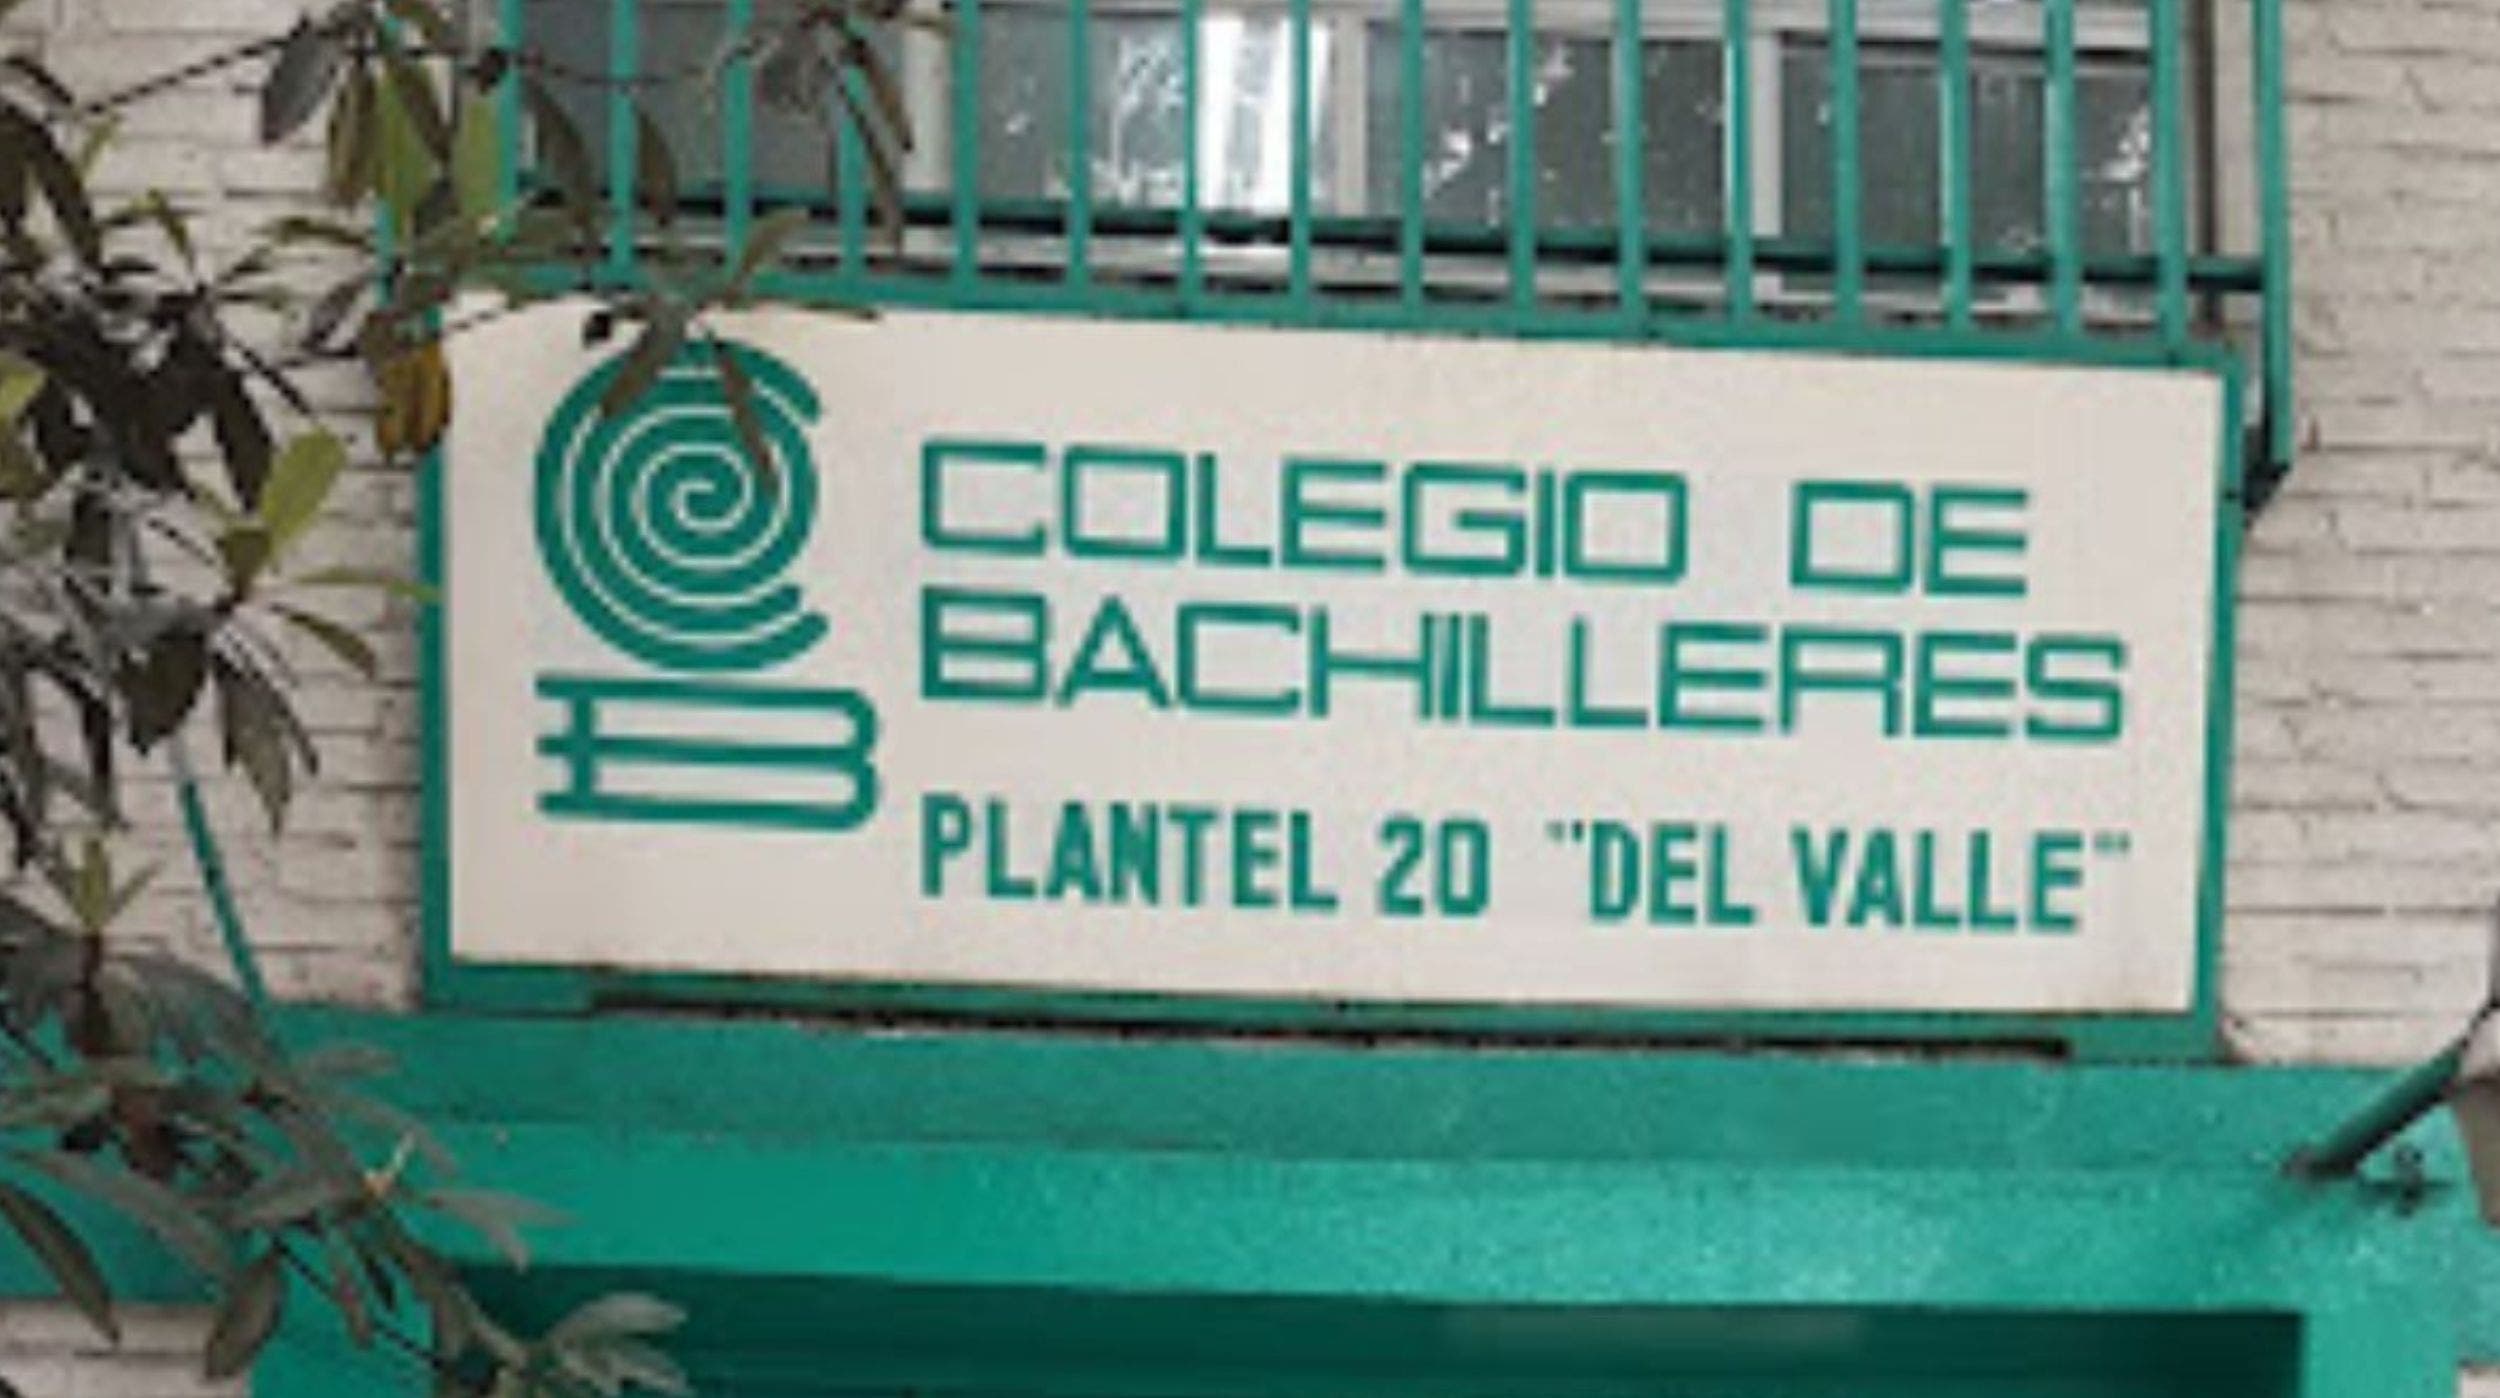 COLEGIO DE
BACHILLERES
PLANTEL 20 "DEL VALLE"